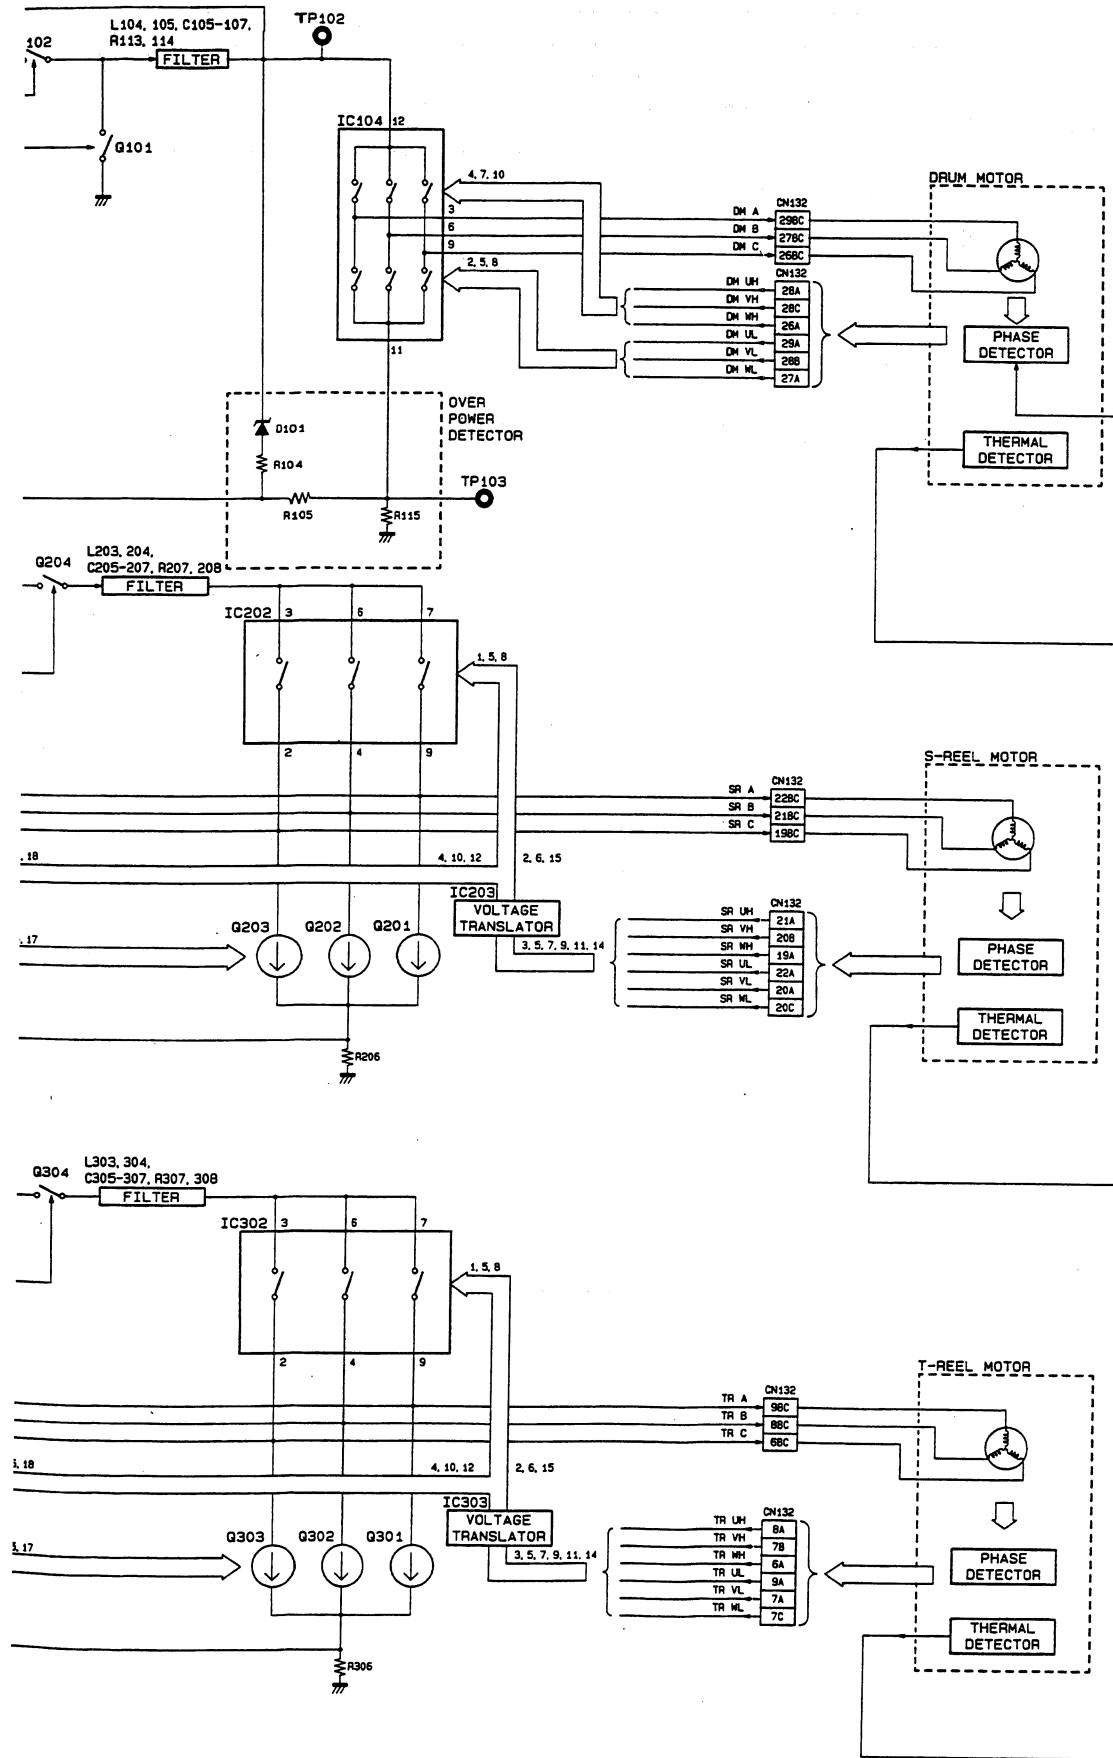 TP102
L104, 105, C105-107,
R113, 114
102
FILTER
IC104 12
Q101
4, 7, 10
3
6
9
2, 5, 8
11
DRUM MOTOR
CN132
DM A 29BC
DM B 27BC
DM C 26BC
CN132
DM UH 28A
DM VH 28C
DM WH 26A
DM UL 29A
DM VL 28B
DM WL 27A
PHASE
DETECTOR
THERMAL
DETECTOR
OVER
POWER
DETECTOR
D101
R104
R105
R115
TP103
Q204
L203, 204,
C205-207, R207, 208
FILTER
IC202 3 6 7
1, 5, 8
2 4 9
S-REEL MOTOR
CN132
SR A 22BC
SR B 21BC
SR C 19BC
, 18
4, 10, 12
2, 6, 15
IC203
VOLTAGE
TRANSLATOR
3, 5, 7, 9, 11, 14
Q203 Q202 Q201
, 17
CN132
SR UH 21A
SR VH 20B
SR WH 19A
SR UL 22A
SR VL 20A
SR WL 20C
PHASE
DETECTOR
THERMAL
DETECTOR
R206
Q304
L303, 304,
C305-307, R307, 308
FILTER
IC302 3 6 7
1, 5, 8
2 4 9
T-REEL MOTOR
CN132
TR A 9BC
TR B 8BC
TR C 6BC
, 18
4, 10, 12
2, 6, 15
IC303
VOLTAGE
TRANSLATOR
3, 5, 7, 9, 11, 14
Q303 Q302 Q301
, 17
CN132
TR UH 8A
TR VH 7B
TR WH 6A
TR UL 9A
TR VL 7A
TR WL 7C
PHASE
DETECTOR
THERMAL
DETECTOR
R306